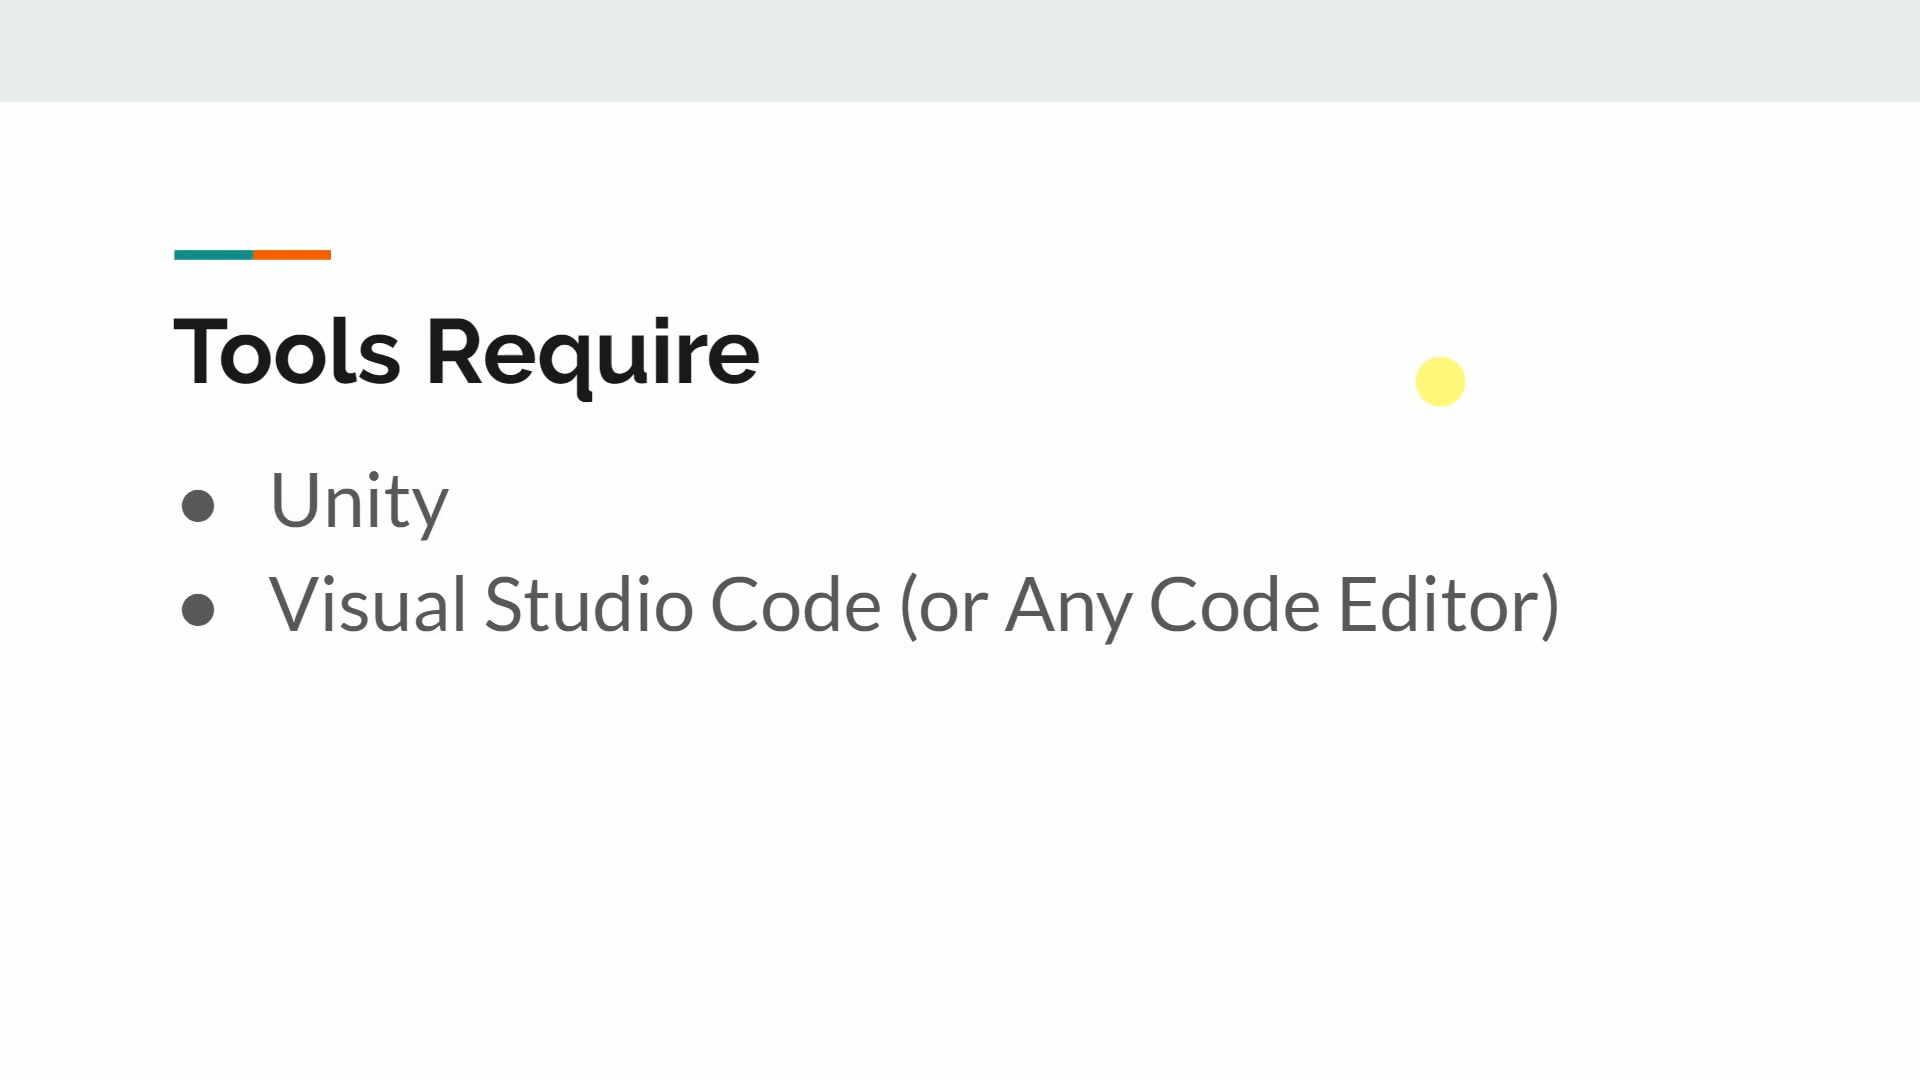 Tools Require
● Unity
● Visual Studio Code (or Any Code Editor)